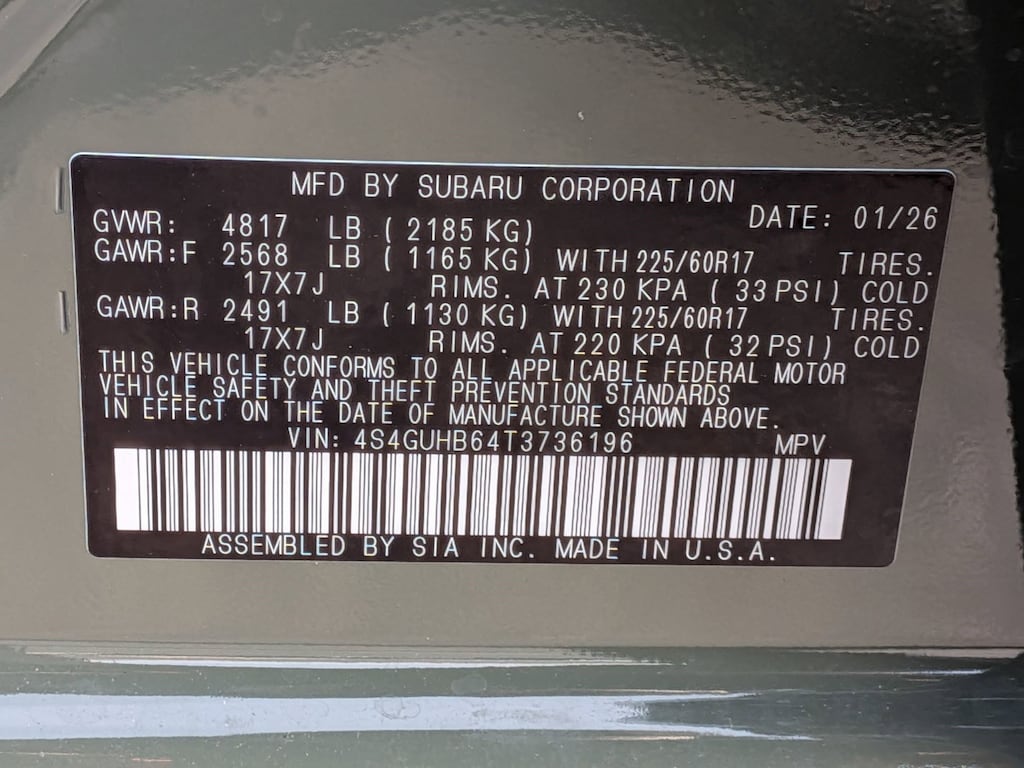 MFD BY SUBARU CORPORATION
DATE: 01/26
GVWR: 4817 LB ( 2185 KG)
GAWR:F 2568 LB ( 1165 KG) WITH 225/60R17 TIRES.
17X7J RIMS. AT 230 KPA ( 33 PSI) COLD
GAWR:R 2491 LB ( 1130 KG) WITH 225/60R17 TIRES.
17X7J RIMS. AT 220 KPA ( 32 PSI) COLD
THIS VEHICLE CONFORMS TO ALL APPLICABLE FEDERAL MOTOR
VEHICLE SAFETY AND THEFT PREVENTION STANDARDS
IN EFFECT ON THE DATE OF MANUFACTURE SHOWN ABOVE.
VIN: 4S4GUHB64T3736196 MPV
ASSEMBLED BY SIA INC. MADE IN U.S.A.